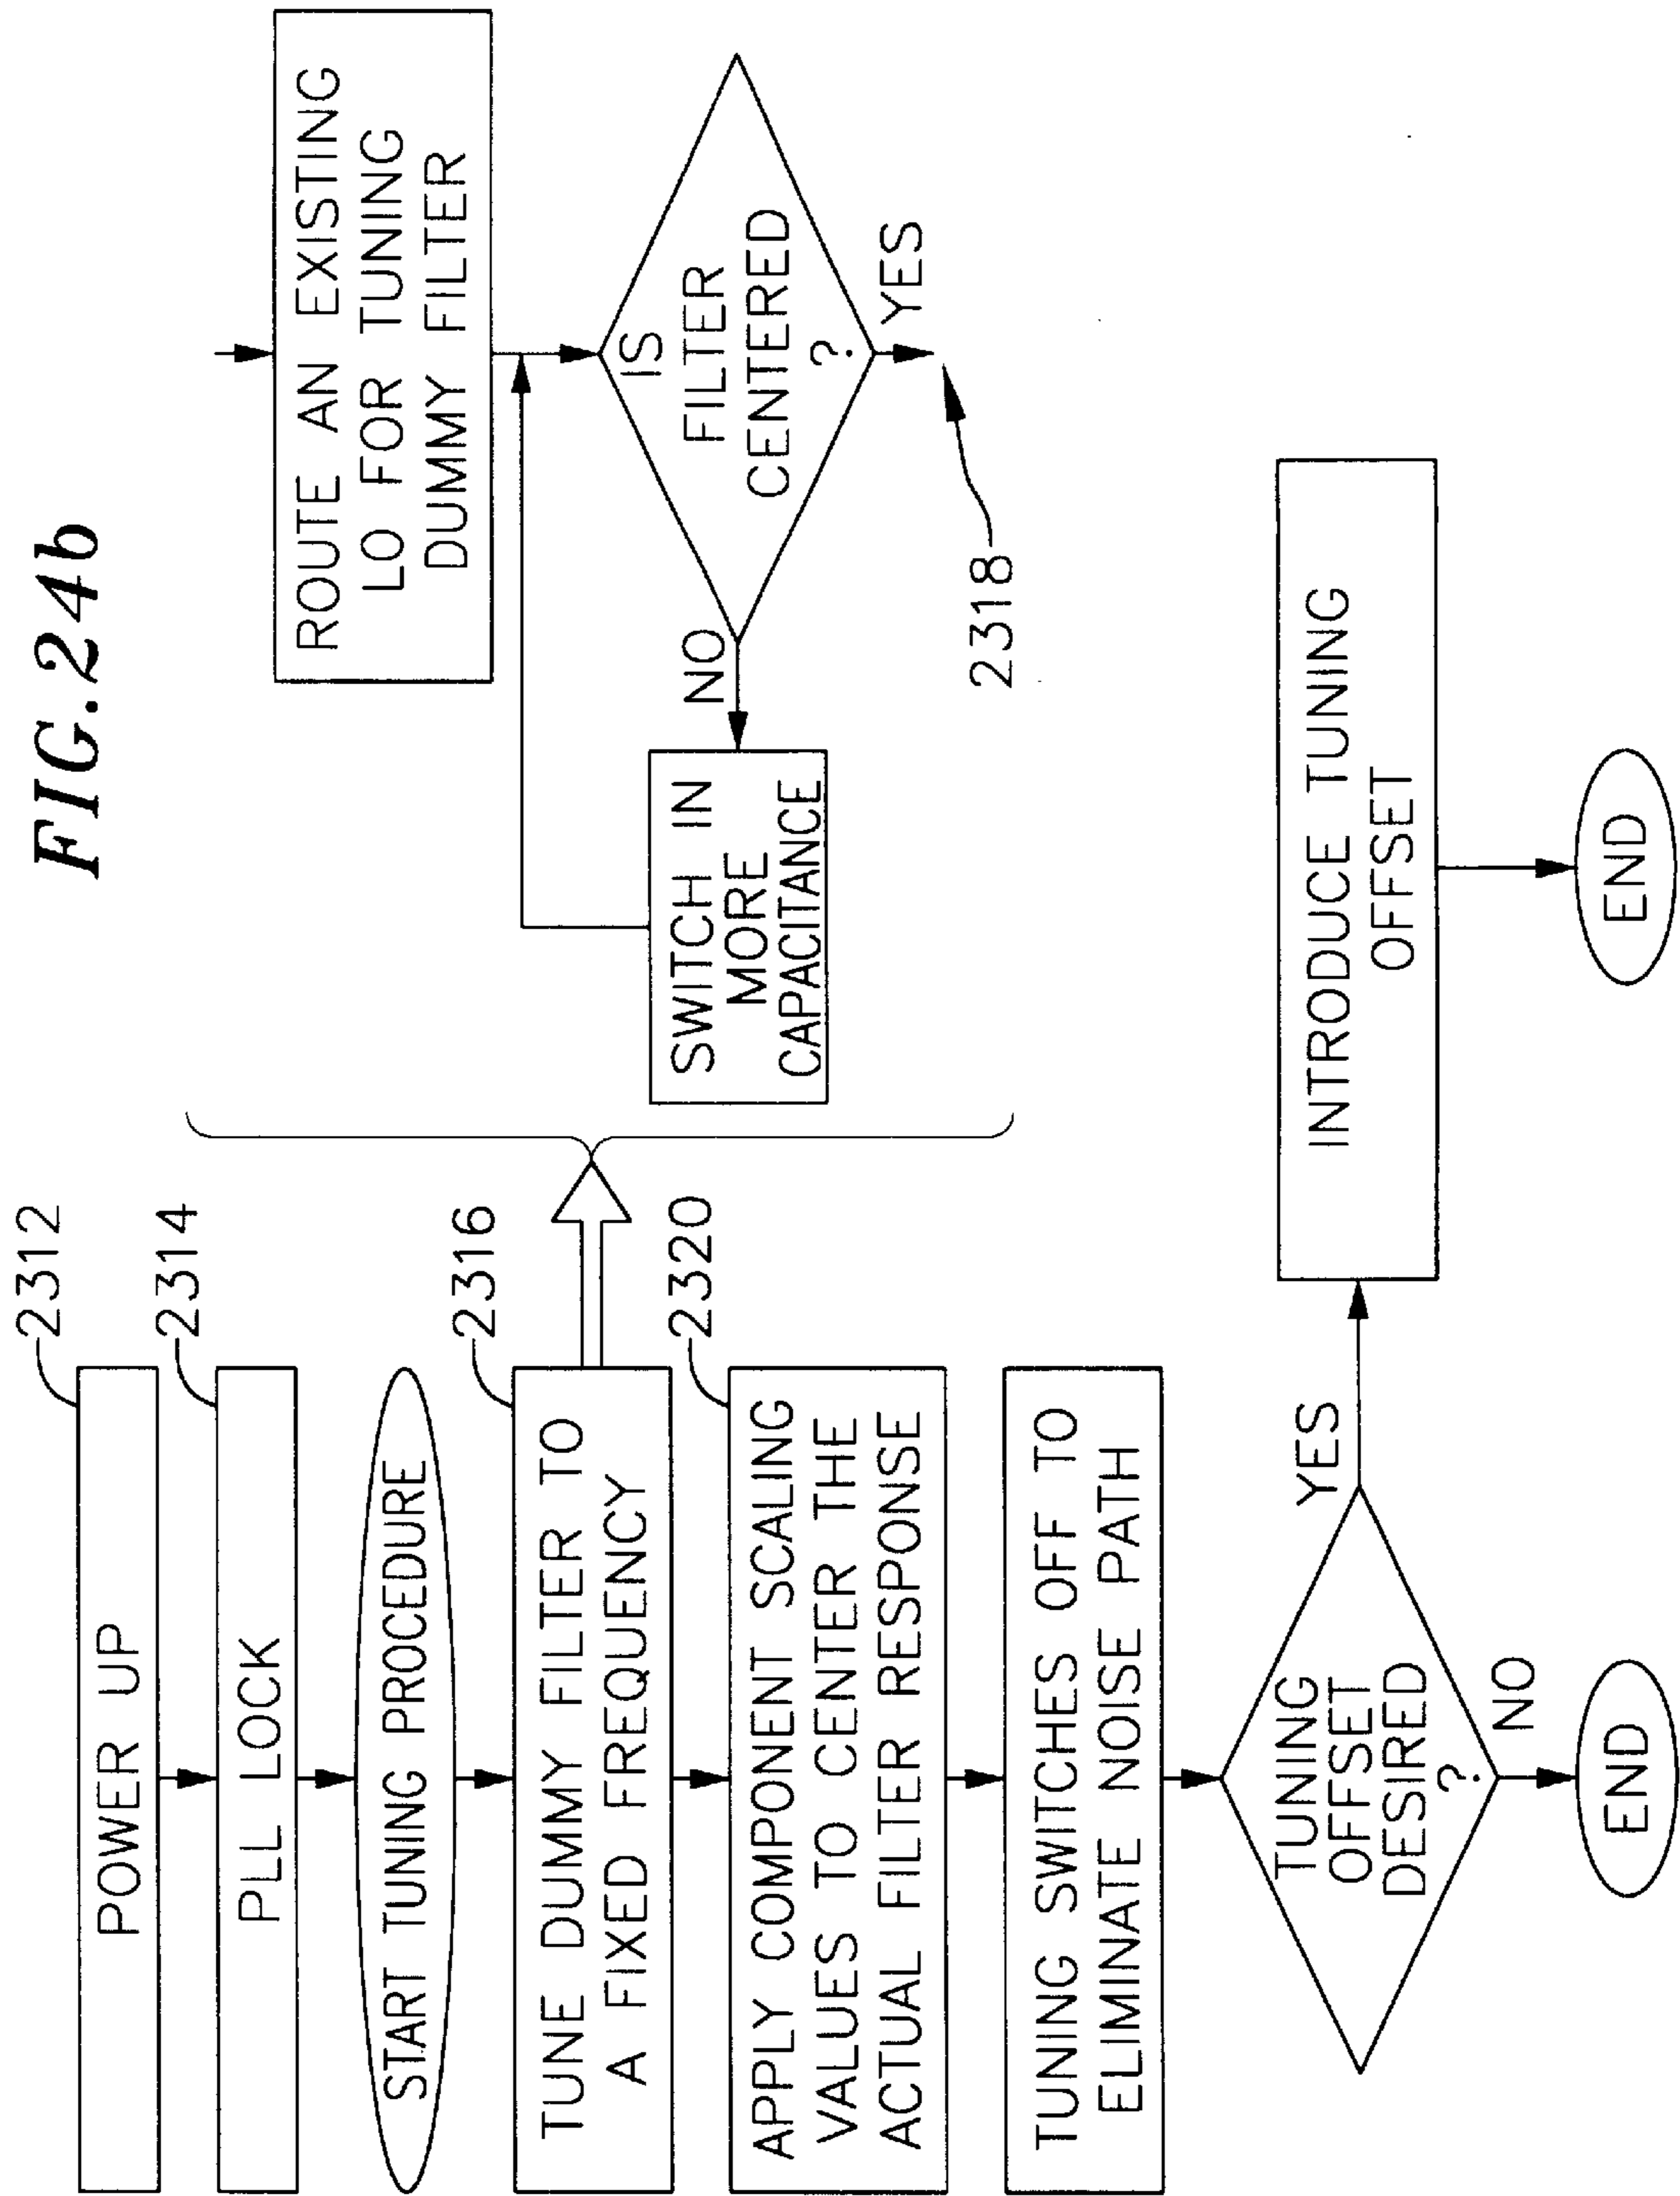 FIG.24b
2312
POWER UP
2314
PLL LOCK
START TUNING PROCEDURE
2316
TUNE DUMMY FILTER TO
A FIXED FREQUENCY
2320
APPLY COMPONENT SCALING
VALUES TO CENTER THE
ACTUAL FILTER RESPONSE
TUNING SWITCHES OFF TO
ELIMINATE NOISE PATH
TUNING
OFFSET
DESIRED
?
YES
NO
END
INTRODUCE TUNING
OFFSET
END
ROUTE AN EXISTING
LO FOR TUNING
DUMMY FILTER
IS
FILTER
CENTERED
?
NO
YES
SWITCH IN
MORE
CAPACITANCE
2318